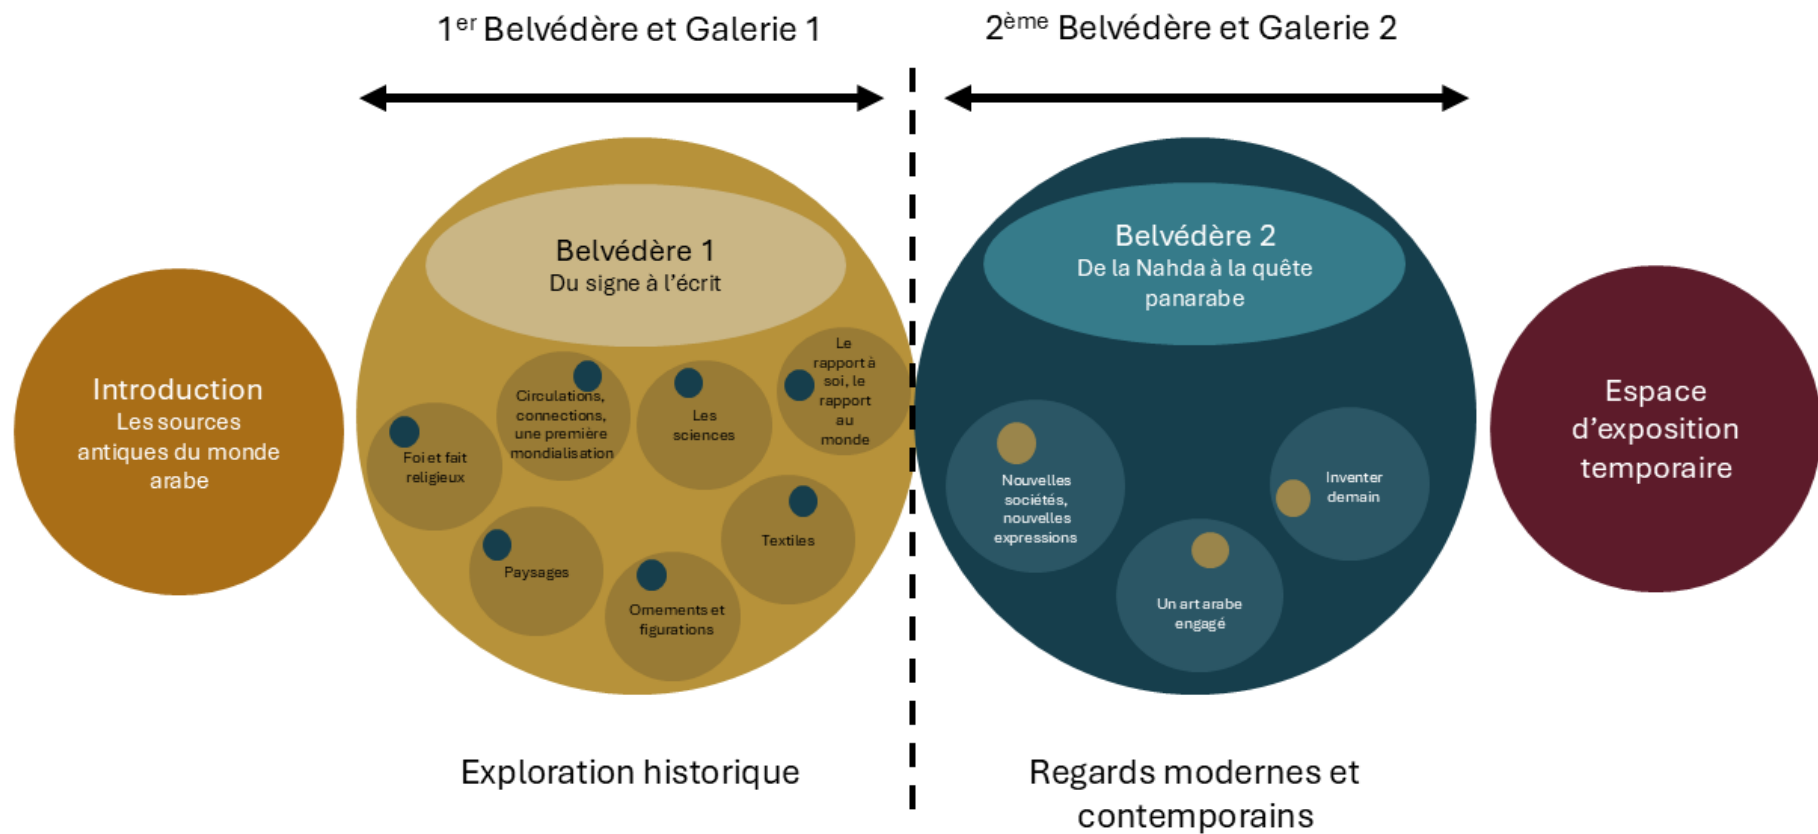 1er Belvédère et Galerie 1
2ème Belvédère et Galerie 2
Introduction
Les sources
antiques du monde
arabe
Belvédère 1
Du signe à l'écrit
Foi et fait
religieux
Circulations,
connections,
une première
mondialisation
Les
sciences
Le
rapport à
soi, le
rapport
au
monde
Paysages
Ornements et
figurations
Textiles
Belvédère 2
De la Nahda à la quête
panarabe
Nouvelles
sociétés,
nouvelles
expressions
Un art arabe
engagé
Inventer
demain
Espace
d'exposition
temporaire
Exploration historique
Regards modernes et
contemporains